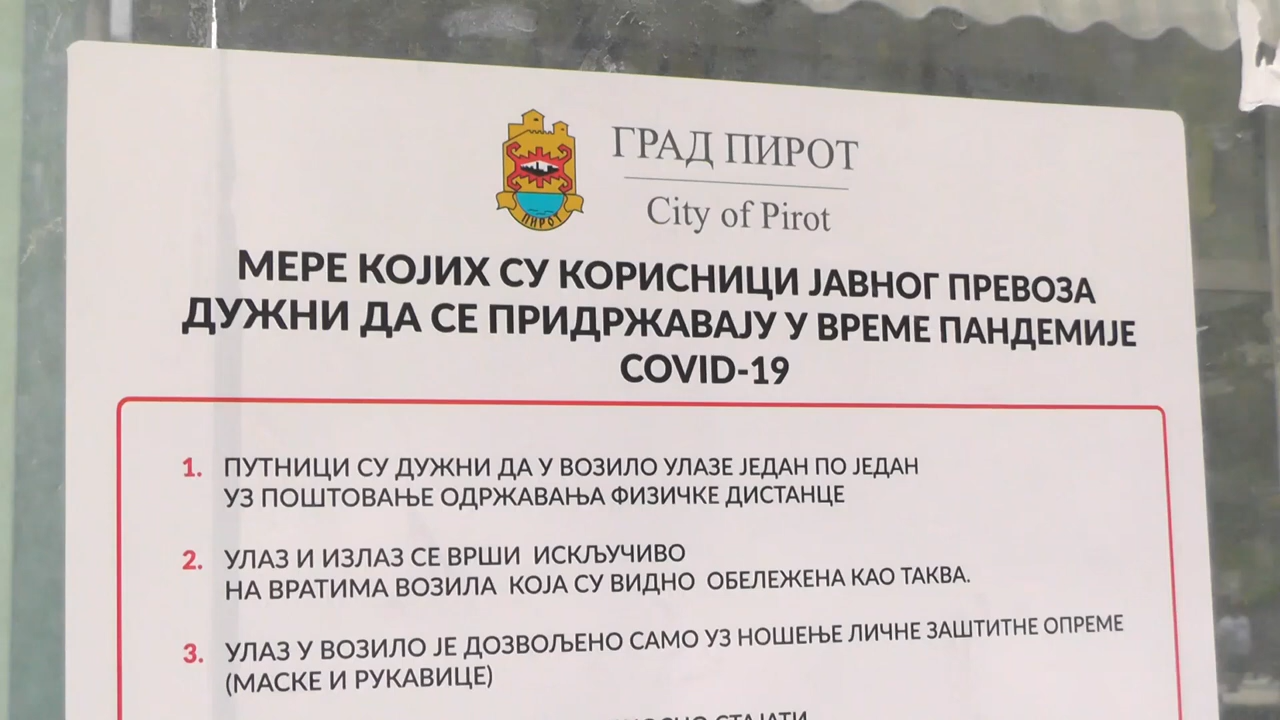 ГРАД ПИРОТ
City of Pirot
ПИРОТ
МЕРЕ КОЈИХ СУ КОРИСНИЦИ ЈАВНОГ ПРЕВОЗА
ДУЖНИ ДА СЕ ПРИДРЖАВАЈУ У ВРЕМЕ ПАНДЕМИЈЕ
COVID-19
1. ПУТНИЦИ СУ ДУЖНИ ДА У ВОЗИЛО УЛАЗЕ ЈЕДАН ПО ЈЕДАН
УЗ ПОШТОВАЊЕ ОДРЖАВАЊА ФИЗИЧКЕ ДИСТАНЦЕ
2. УЛАЗ И ИЗЛАЗ СЕ ВРШИ ИСКЉУЧИВО
НА ВРАТИМА ВОЗИЛА КОЈА СУ ВИДНО ОБЕЛЕЖЕНА КАО ТАКВА.
3. УЛАЗ У ВОЗИЛО ЈЕ ДОЗВОЉЕНО САМО УЗ НОШЕЊЕ ЛИЧНЕ ЗАШТИТНЕ ОПРЕМЕ
(МАСКЕ И РУКАВИЦЕ)
СТАЈАТИ